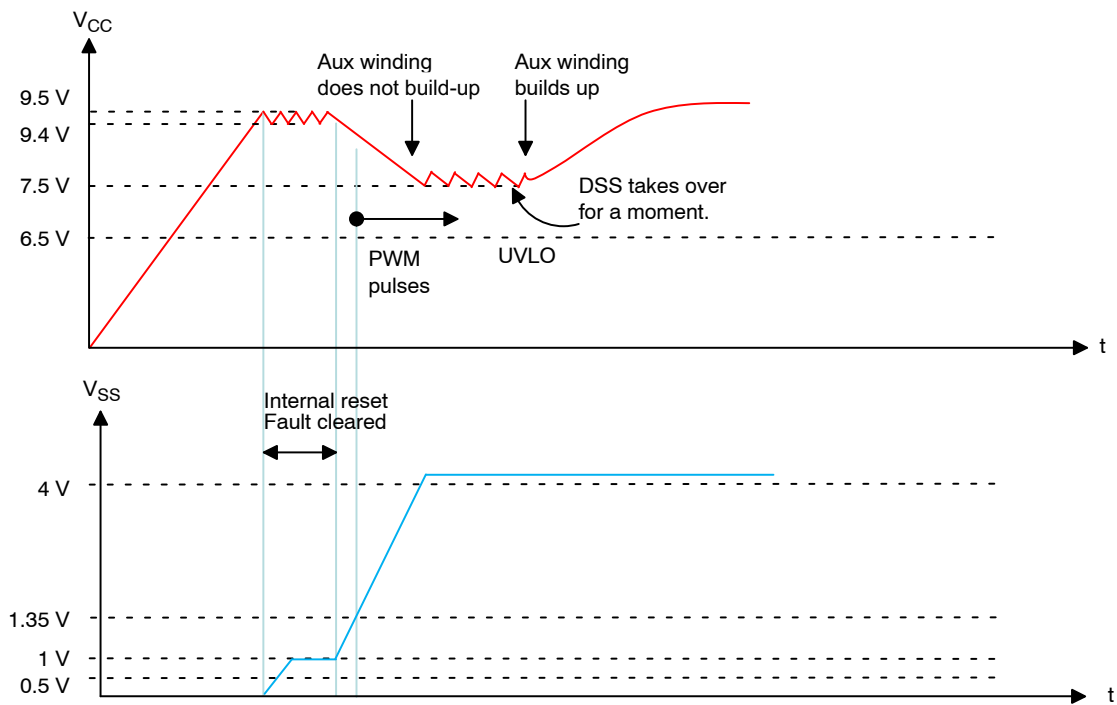 VCC
Aux winding
does not build-up
Aux winding
builds up
9.5 V
9.4 V
7.5 V
DSS takes over
for a moment.
6.5 V
PWM
pulses
UVLO
t
VSS
Internal reset
Fault cleared
4 V
1.35 V
1 V
0.5 V
t